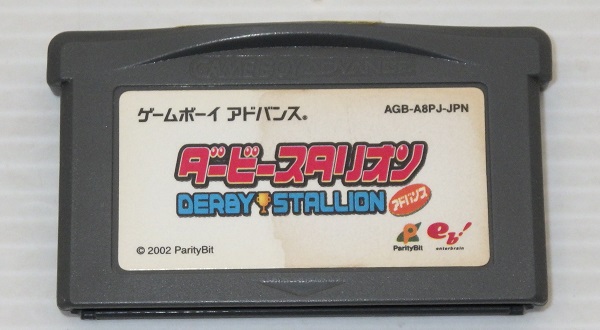 ゲームボーイ アドバンス®
AGB-A8PJ-JPN
ダービースタリオン
DERBY STALLION
アドバンス
© 2002 ParityBit
ParityBit
eb!
enterbrain